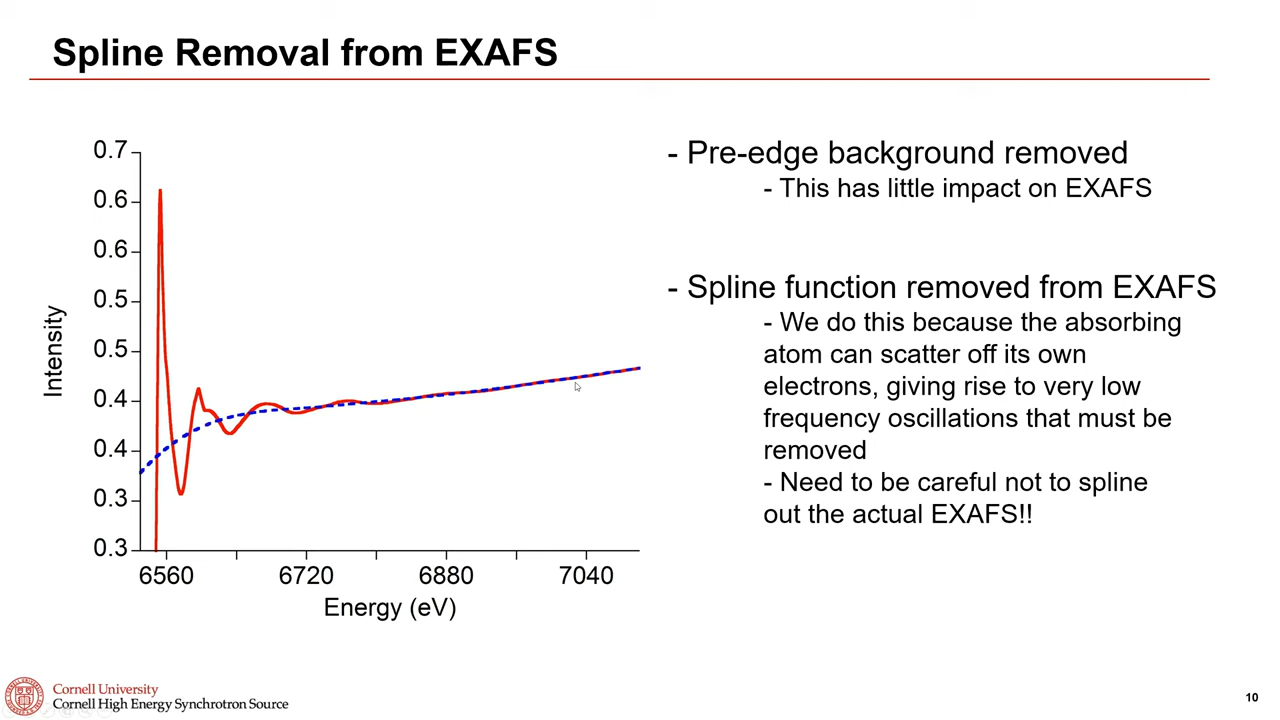 Spline Removal from EXAFS
0.7
0.6
0.6
0.5
0.5
0.4
0.4
0.3
0.3
Intensity
6560 6720 6880 7040
Energy (eV)
- Pre-edge background removed
- This has little impact on EXAFS
- Spline function removed from EXAFS
- We do this because the absorbing
atom can scatter off its own
electrons, giving rise to very low
frequency oscillations that must be
removed
- Need to be careful not to spline
out the actual EXAFS!!
Cornell University
Cornell High Energy Synchrotron Source
10